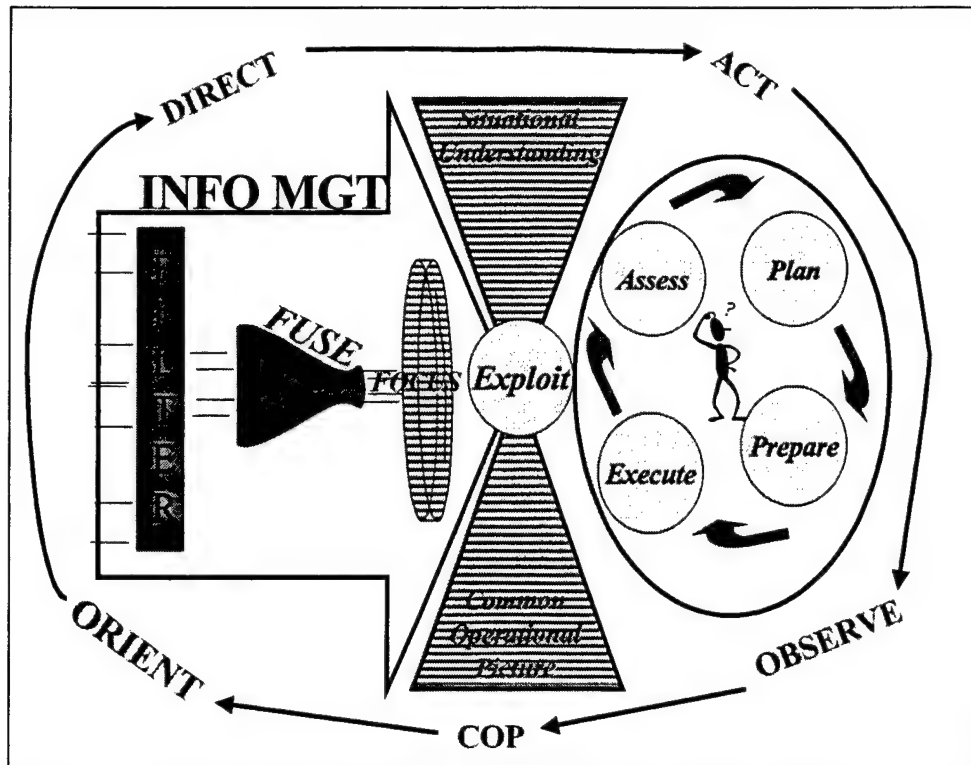 DIRECT
ACT
Situational
Understanding
INFO MGT
Assess
Plan
?
FUSE
FOCUS
Exploit
Execute
Prepare
Common
Operational
Picture
ORIENT
OBSERVE
COP